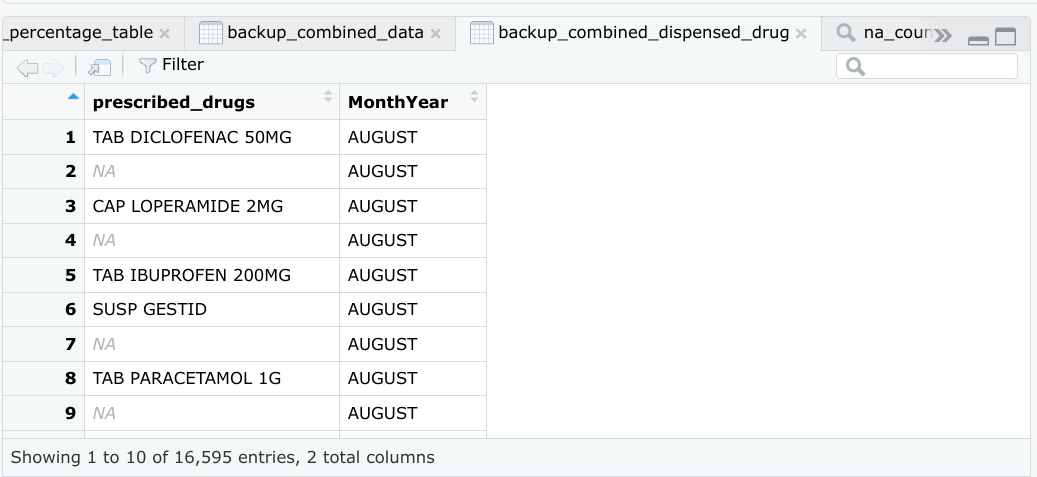 _percentage_table × backup_combined_data × backup_combined_dispensed_drug × na_coun
Filter
prescribed_drugs MonthYear
1 TAB DICLOFENAC 50MG AUGUST
2 NA AUGUST
3 CAP LOPERAMIDE 2MG AUGUST
4 NA AUGUST
5 TAB IBUPROFEN 200MG AUGUST
6 SUSP GESTID AUGUST
7 NA AUGUST
8 TAB PARACETAMOL 1G AUGUST
9 NA AUGUST
Showing 1 to 10 of 16,595 entries, 2 total columns